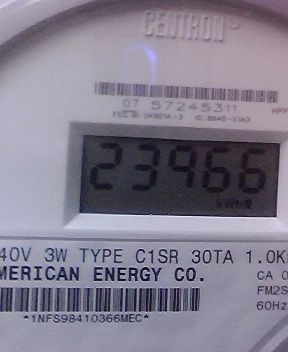 CENTRON®
07 57245311
23966
kWh
40V 3W TYPE C1SR 30TA 1.0K
MERICAN ENERGY CO.
CA 0
FM2S
60Hz
*1NFS98410366MEC*